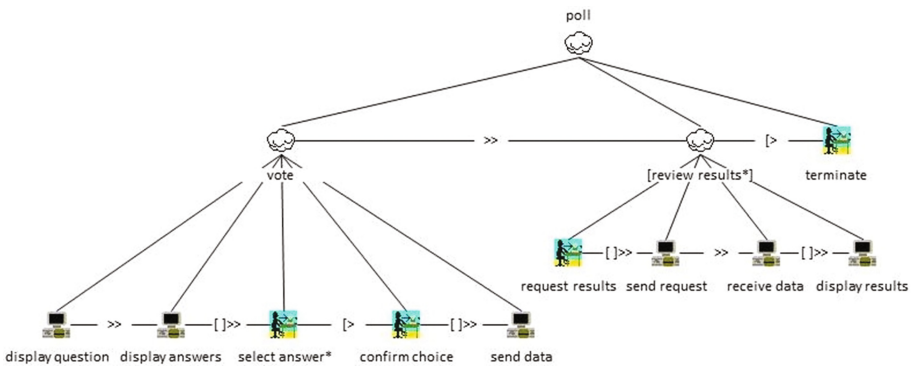 poll
>> [>
vote [review results*] terminate
[ ]>> >> [ ]>>
request results send request receive data display results
>> [ ]>> [> [ ]>>
display question display answers select answer* confirm choice send data